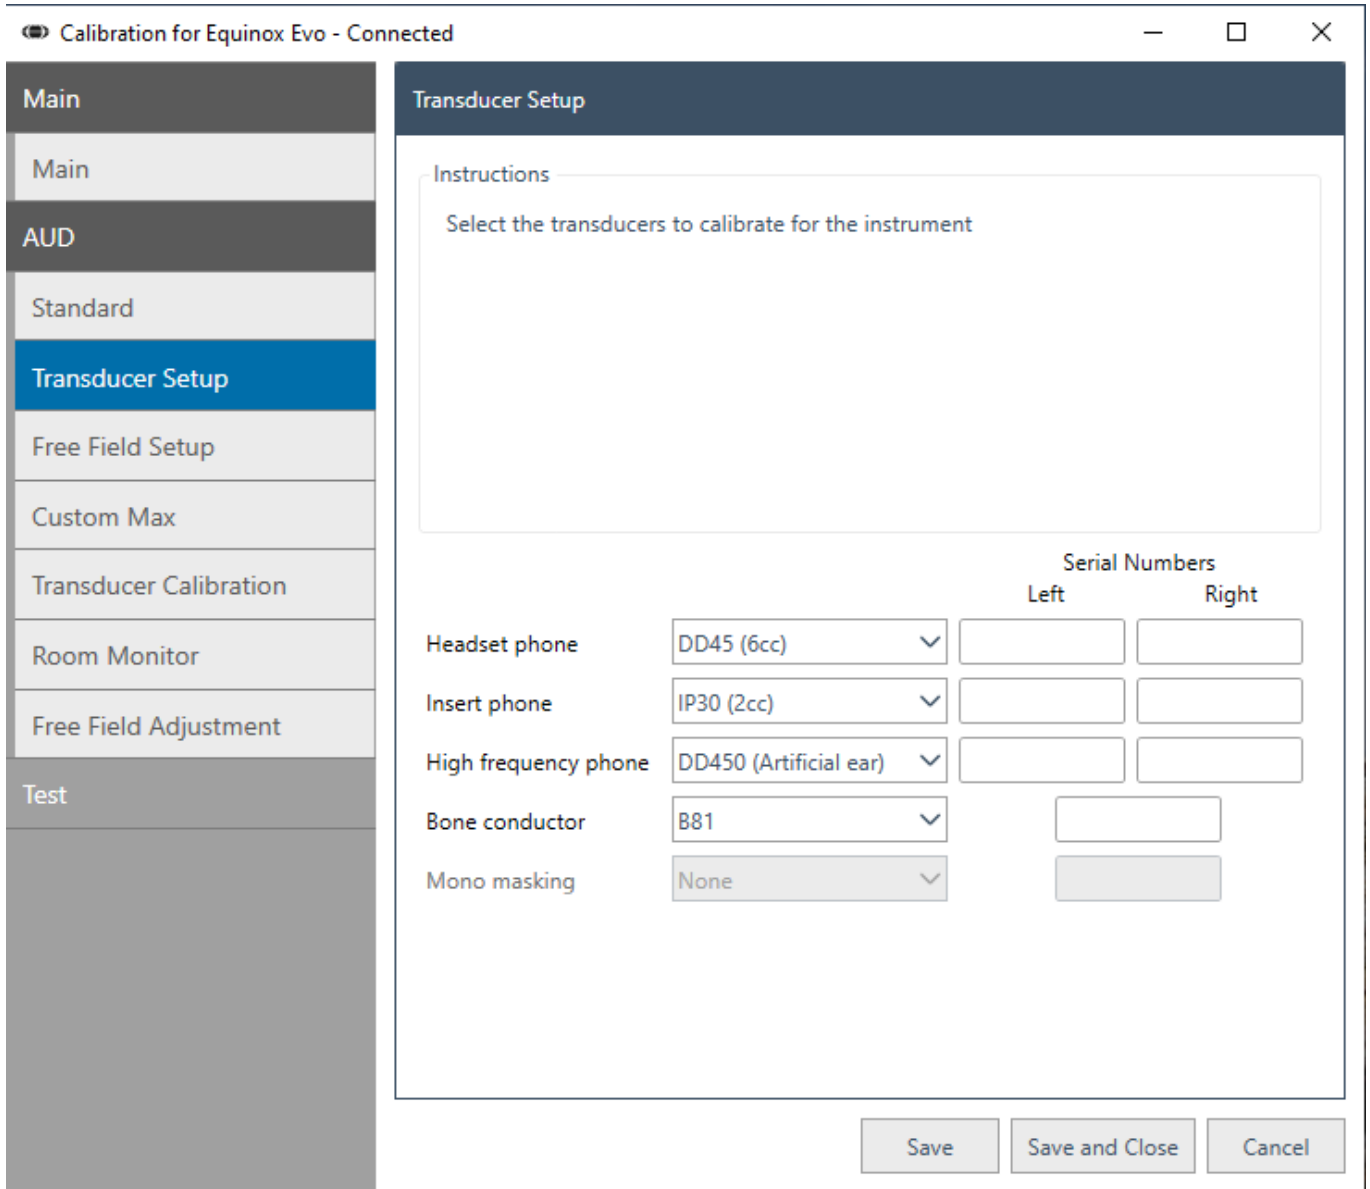 Calibration for Equinox Evo - Connected
Main
Main
AUD
Standard
Transducer Setup
Free Field Setup
Custom Max
Transducer Calibration
Room Monitor
Free Field Adjustment
Test
Transducer Setup
Instructions
Select the transducers to calibrate for the instrument
Serial Numbers
Left Right
Headset phone DD45 (6cc)
Insert phone IP30 (2cc)
High frequency phone DD450 (Artificial ear)
Bone conductor B81
Mono masking None
Save Save and Close Cancel